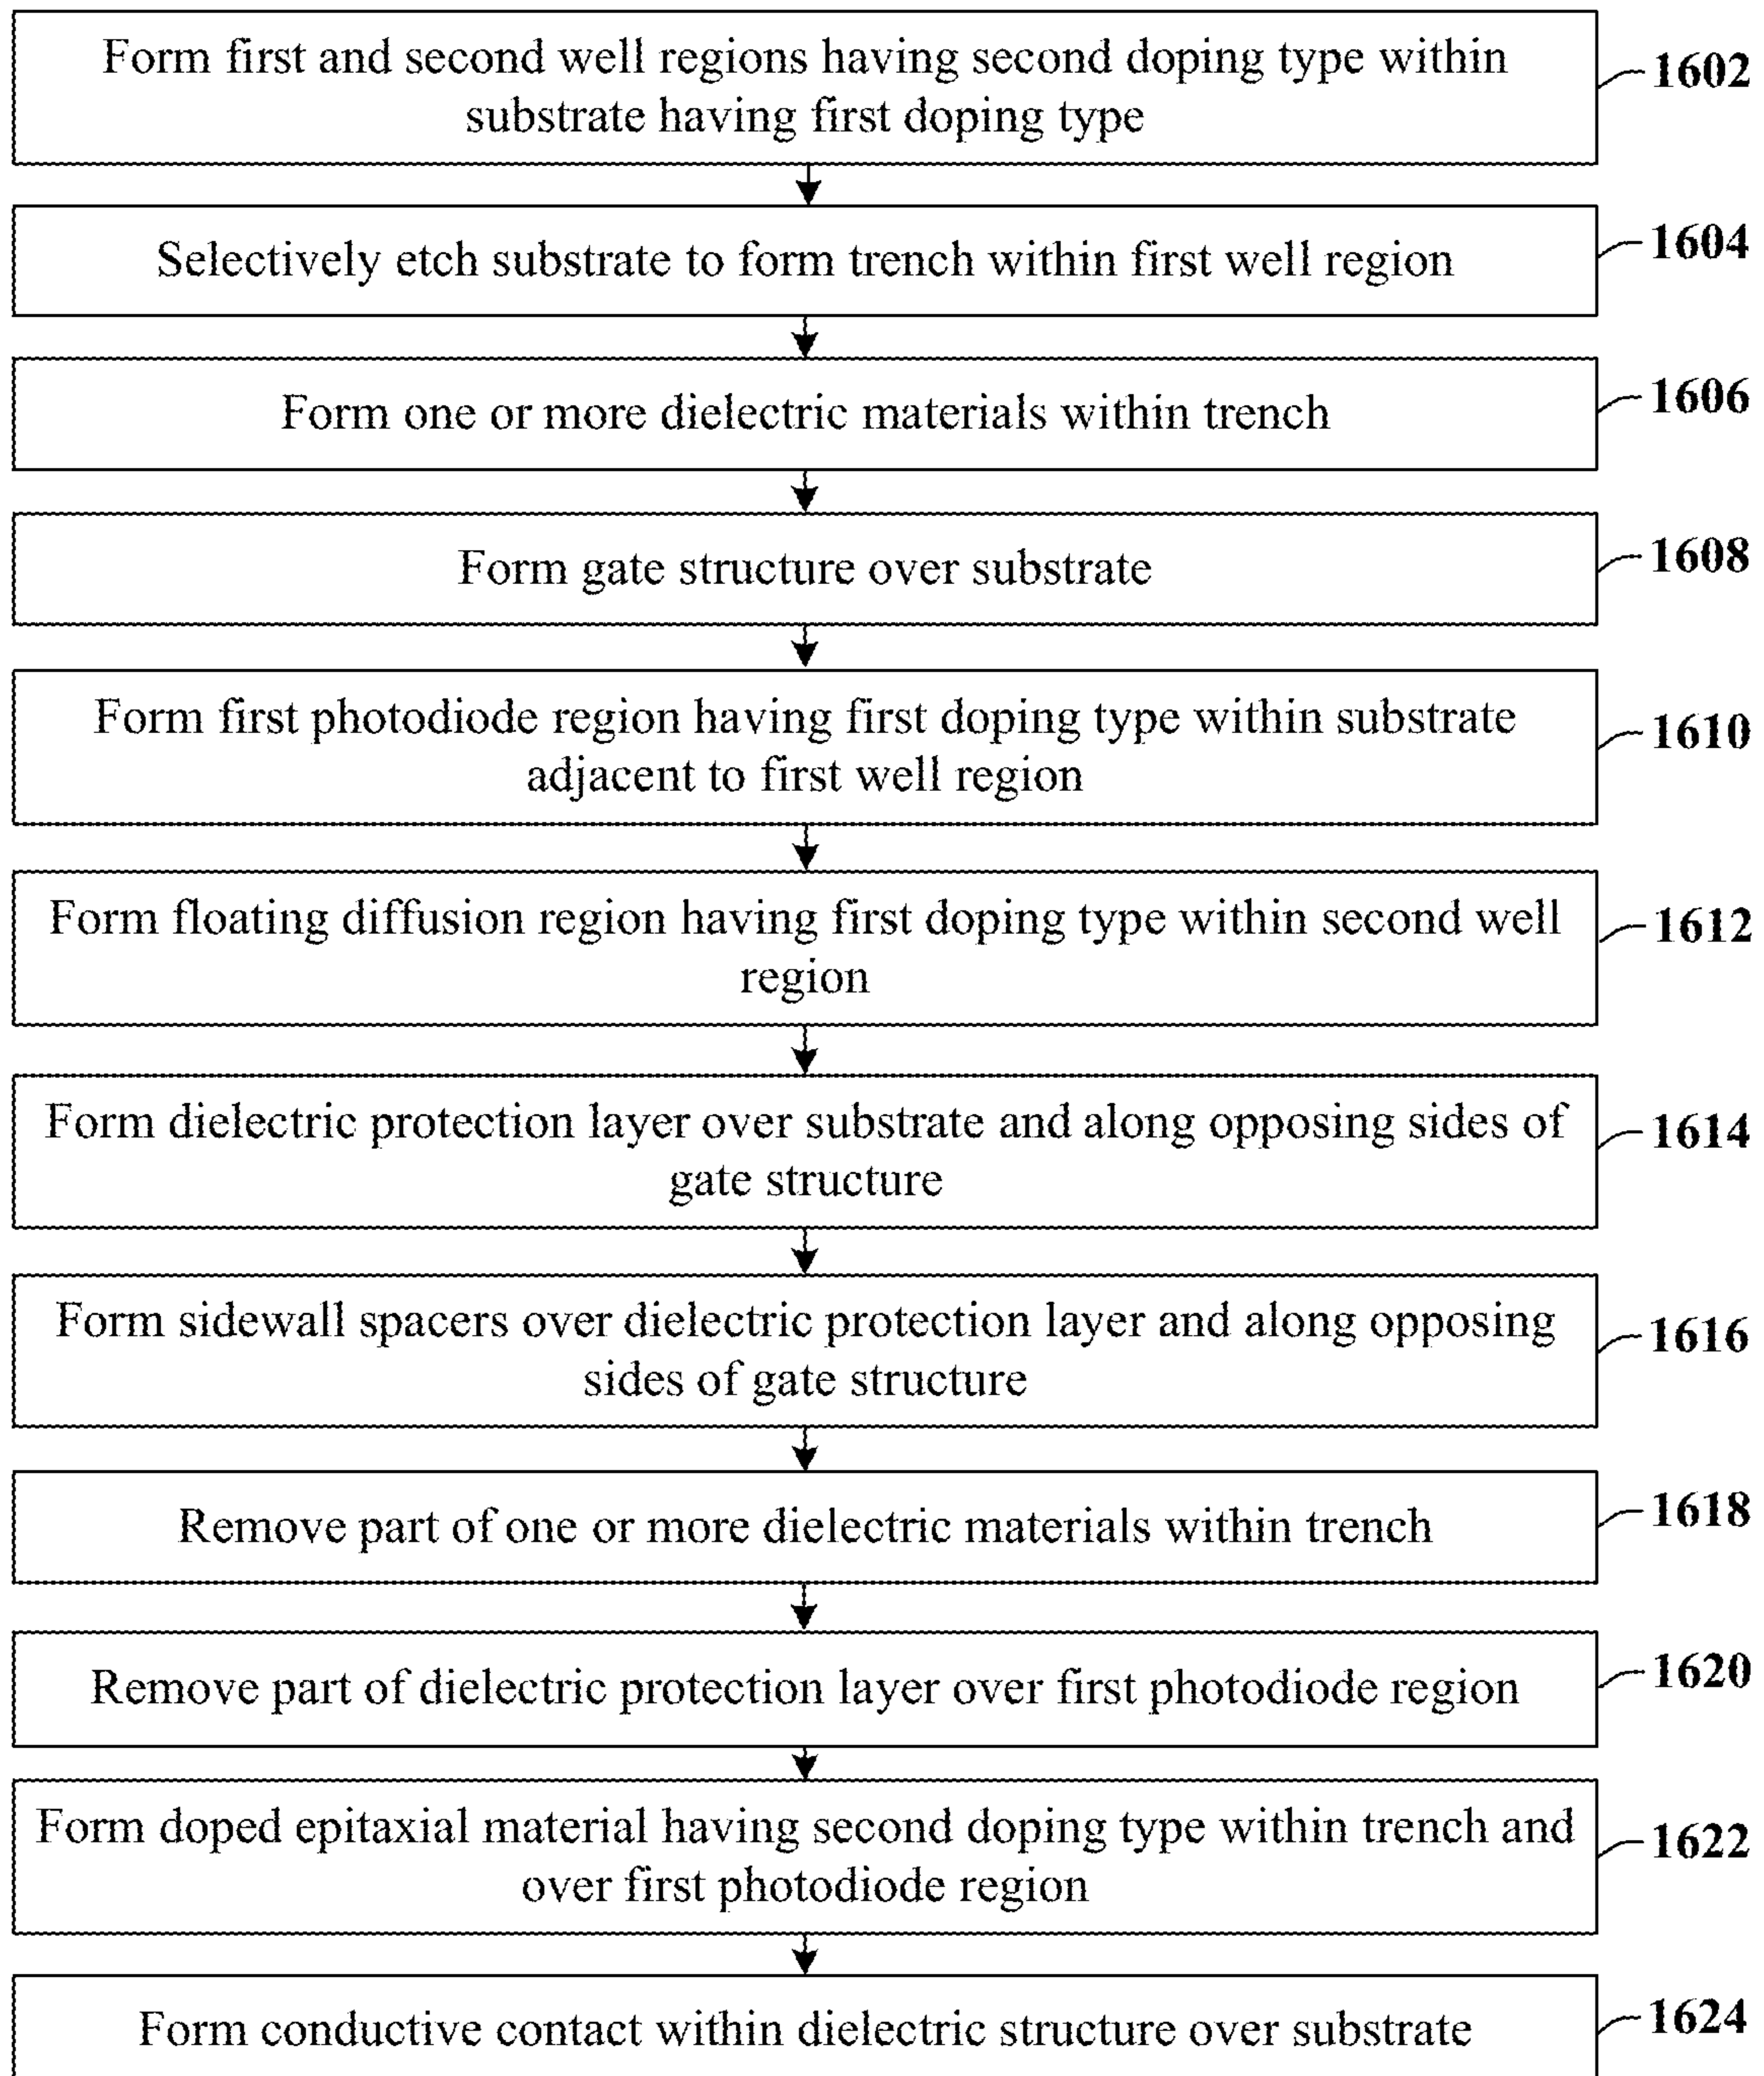 Form first and second well regions having second doping type within
substrate having first doping type
1602
Selectively etch substrate to form trench within first well region
1604
Form one or more dielectric materials within trench
1606
Form gate structure over substrate
1608
Form first photodiode region having first doping type within substrate
adjacent to first well region
1610
Form floating diffusion region having first doping type within second well
region
1612
Form dielectric protection layer over substrate and along opposing sides of
gate structure
1614
Form sidewall spacers over dielectric protection layer and along opposing
sides of gate structure
1616
Remove part of one or more dielectric materials within trench
1618
Remove part of dielectric protection layer over first photodiode region
1620
Form doped epitaxial material having second doping type within trench and
over first photodiode region
1622
Form conductive contact within dielectric structure over substrate
1624